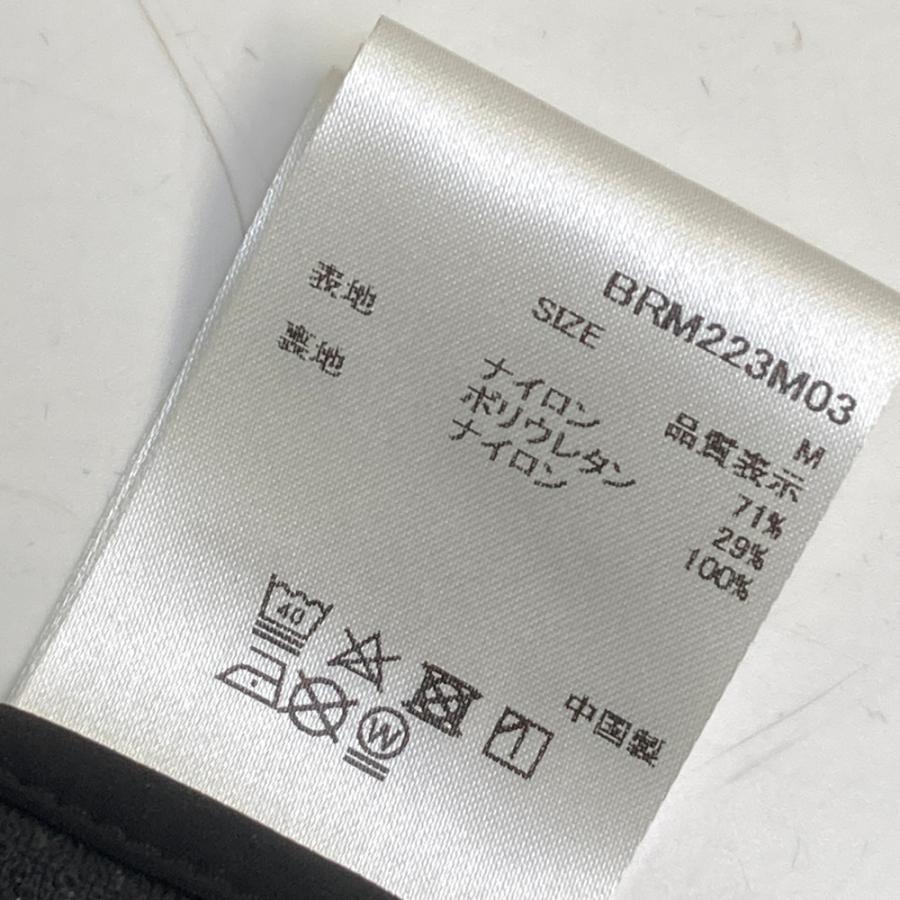 BRM223M03
SIZE M
品質表示
表地 ナイロン 71%
ポリウレタン 29%
裏地 ナイロン 100%
40
W
中国製